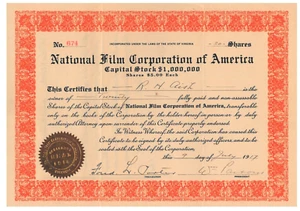 No. 674 INCORPORATED UNDER THE LAWS OF THE STATE OF VIRGINIA Shares
National Film Corporation of America
Capital Stock $1,000,000
Shares $5.00 Each
This Certifies that R H is the
owner of Twenty fully paid and non-assessable
Shares of the Capital Stock of National Film Corporation of America, transferable
only on the books of the Corporation by the holder hereof in person or by duly
authorized Attorney upon surrender of this Certificate properly endorsed.
In Witness Whereof the said Corporation has caused this
Certificate to be signed by its duly authorized officers and to be
sealed with the Seal of the Corporation,
this day of 1917